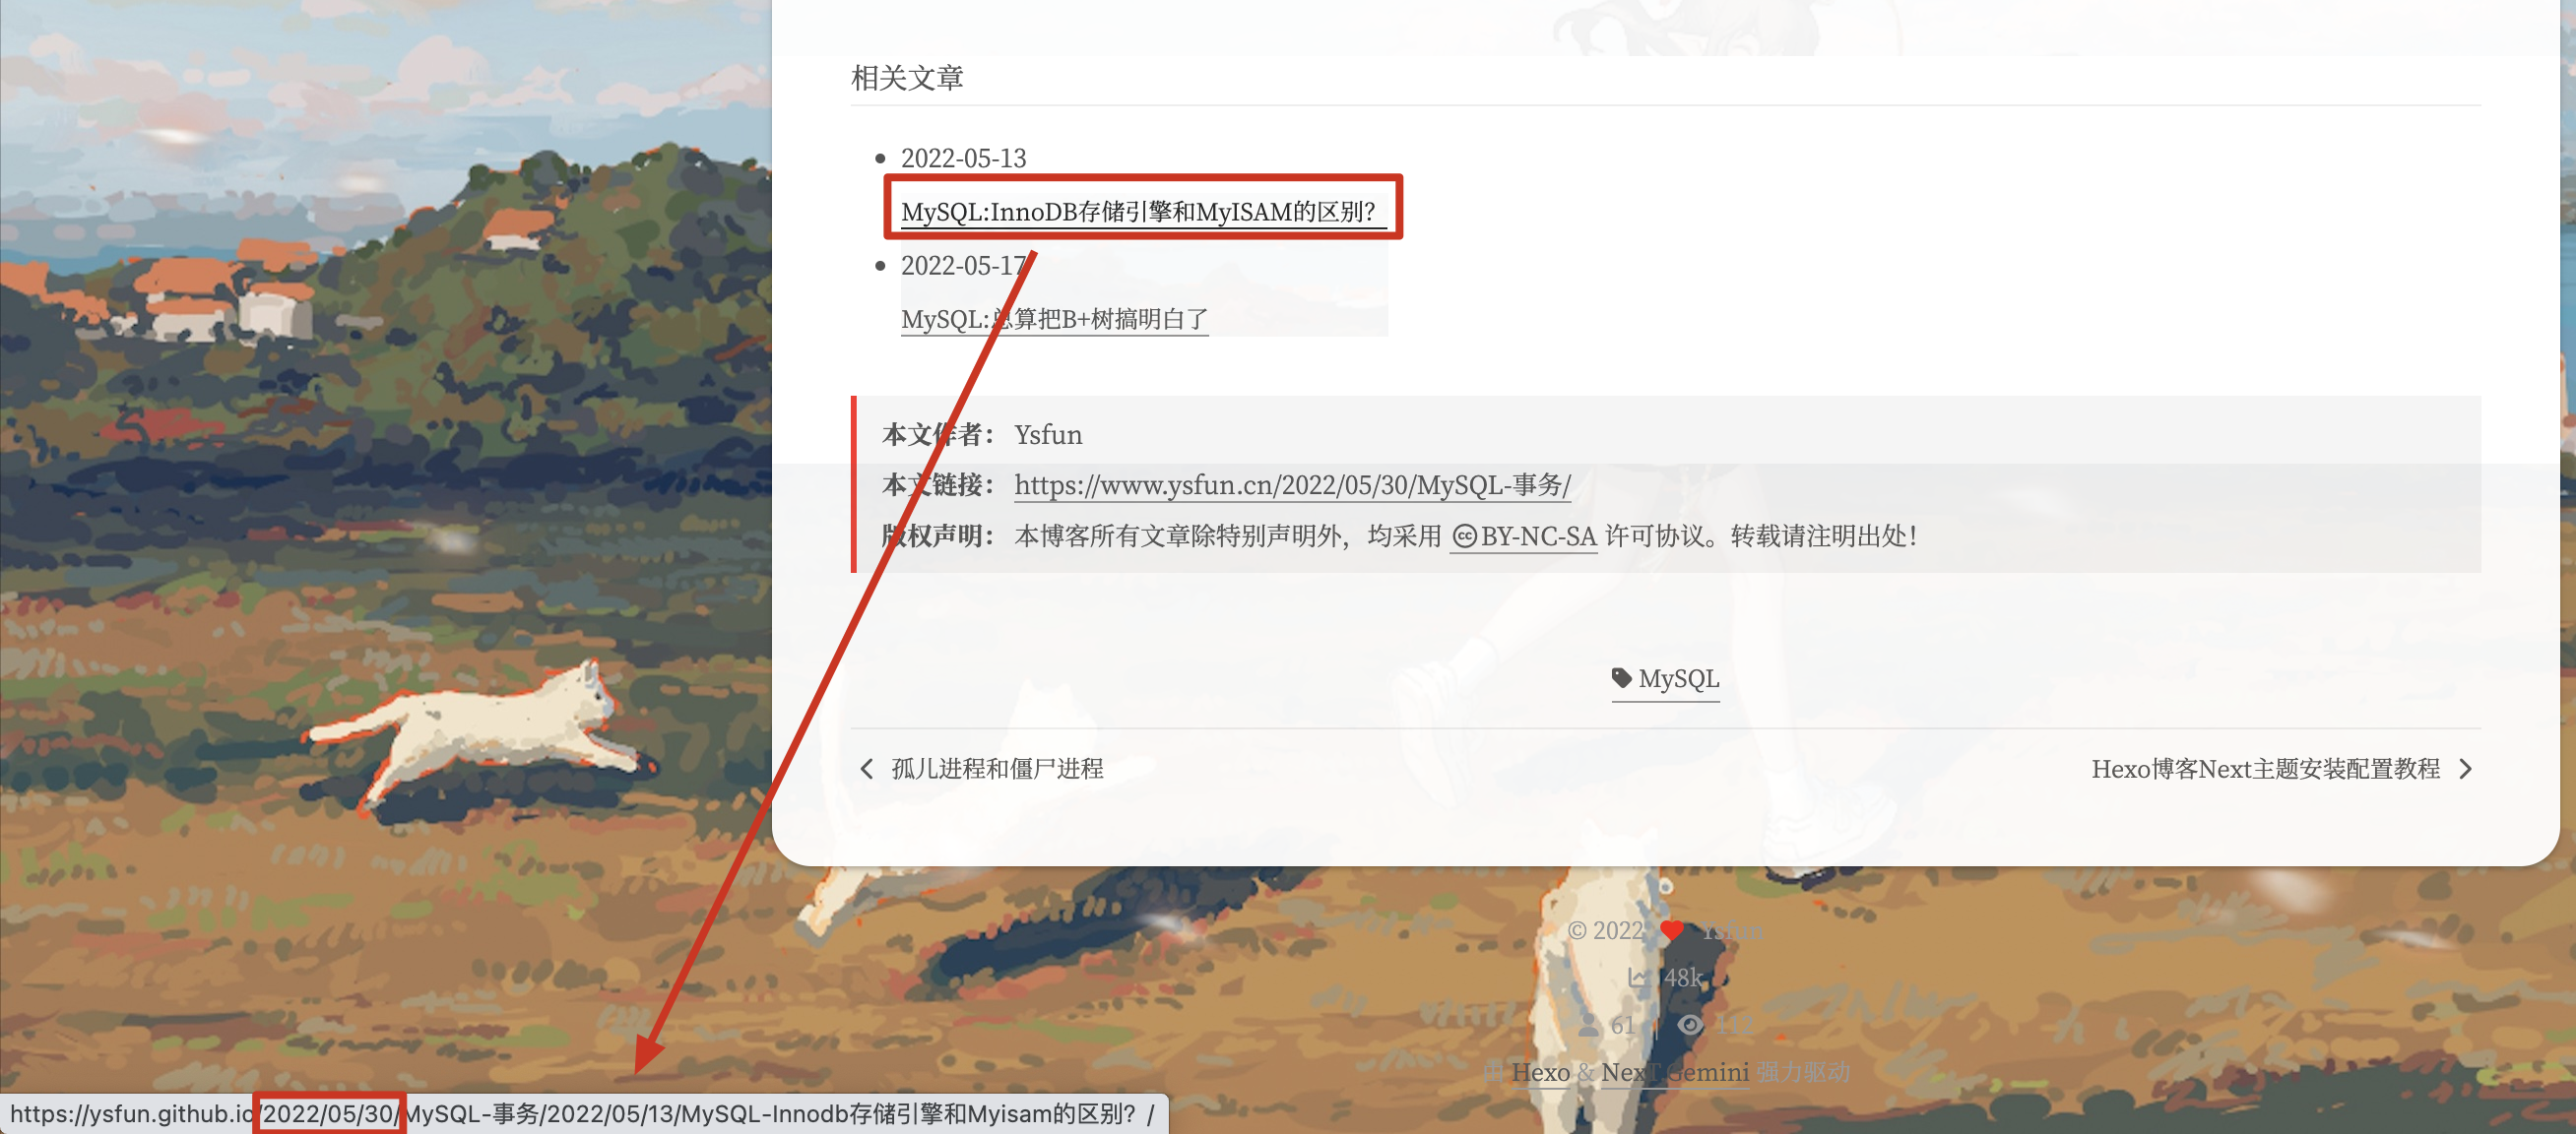 相关文章
2022-05-13
MySQL:InnoDB存储引擎和MyISAM的区别？
2022-05-17
MySQL:总算把B+树搞明白了
本文作者： Ysfun
本文链接： https://www.ysfun.cn/2022/05/30/MySQL-事务/
版权声明： 本博客所有文章除特别声明外，均采用 BY-NC-SA 许可协议。转载请注明出处！
MySQL
孤儿进程和僵尸进程
Hexo博客Next主题安装配置教程
© 2022 Ysfun
48k
61 |
Hexo & NexT.Gemini 强力驱动
https://ysfun.github.io/2022/05/30/MySQL-事务/2022/05/13/MySQL-Innodb存储引擎和Myisam的区别？/